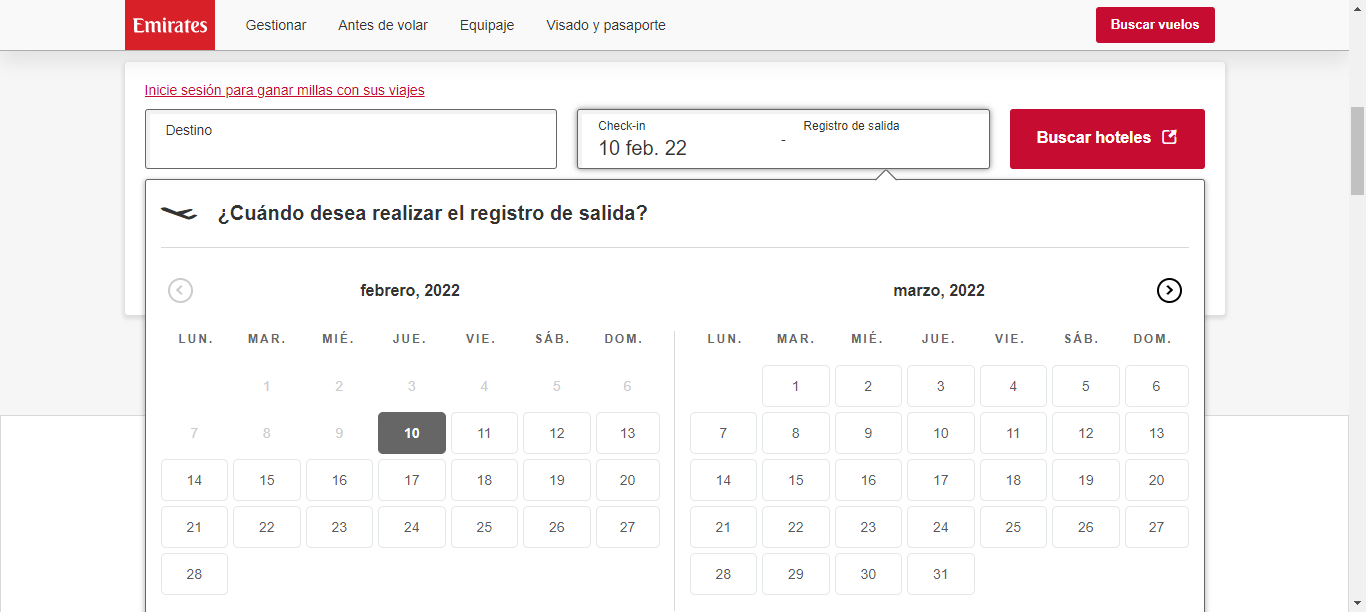 Emirates Gestionar Antes de volar Equipaje Visado y pasaporte Buscar vuelos
Inicie sesión para ganar millas con sus viajes
Destino
Check-in Registro de salida
10 feb. 22 -
Buscar hoteles
¿Cuándo desea realizar el registro de salida?
febrero, 2022
LUN. MAR. MIÉ. JUE. VIE. SÁB. DOM.
1 2 3 4 5 6
7 8 9 10 11 12 13
14 15 16 17 18 19 20
21 22 23 24 25 26 27
28
marzo, 2022
LUN. MAR. MIÉ. JUE. VIE. SÁB. DOM.
1 2 3 4 5 6
7 8 9 10 11 12 13
14 15 16 17 18 19 20
21 22 23 24 25 26 27
28 29 30 31